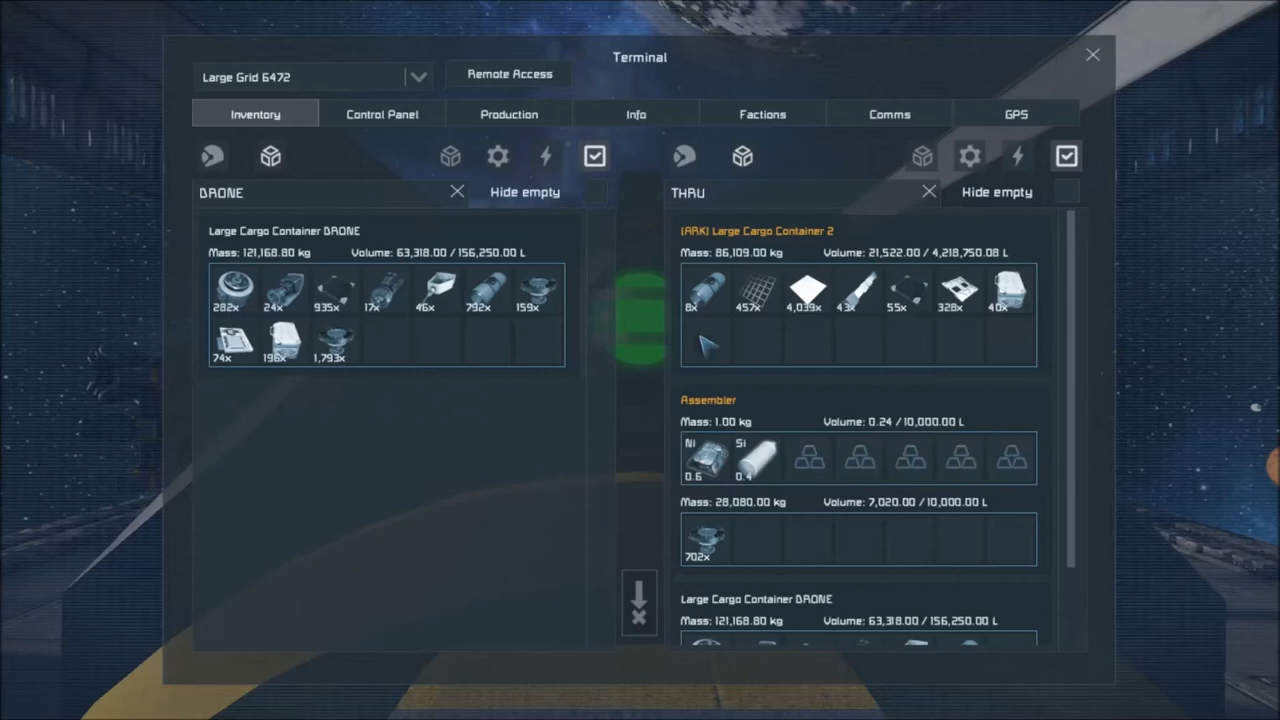 Terminal
Large Grid 6472
Remote Access
Inventory
Control Panel
Production
Info
Factions
Comms
GPS
DRONE
Hide empty
Large Cargo Container DRONE
Mass: 121,168.80 kg
Volume: 63,318.00 / 156,250.00 L
282x
24x
935x
17x
46x
792x
159x
74x
196x
1,793x
THRU
Hide empty
(ARK) Large Cargo Container 2
Mass: 86,109.00 kg
Volume: 21,522.00 / 4,218,750.08 L
8x
457x
4,039x
43x
55x
328x
40x
Assembler
Mass: 1.00 kg
Volume: 0.24 / 10,000.00 L
Ni
Si
0.6
0.4
Mass: 28,080.00 kg
Volume: 7,020.00 / 10,000.00 L
702x
Large Cargo Container DRONE
Mass: 121,168.80 kg
Volume: 63,318.00 / 156,250.00 L